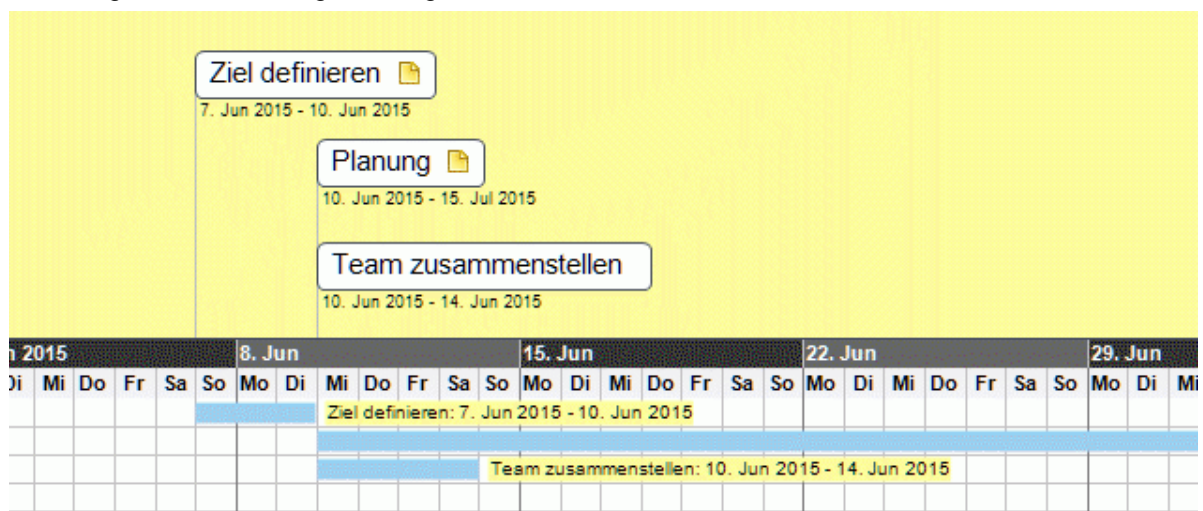 Ziel definieren
7. Jun 2015 - 10. Jun 2015
Planung
10. Jun 2015 - 15. Jul 2015
Team zusammenstellen
10. Jun 2015 - 14. Jun 2015
2015 8. Jun 15. Jun 22. Jun 29. Jun
Di Mi Do Fr Sa So Mo Di Mi Do Fr Sa So Mo Di Mi Do Fr Sa So Mo Di Mi Do Fr Sa So Mo Di Mi
Ziel definieren: 7. Jun 2015 - 10. Jun 2015
Team zusammenstellen: 10. Jun 2015 - 14. Jun 2015